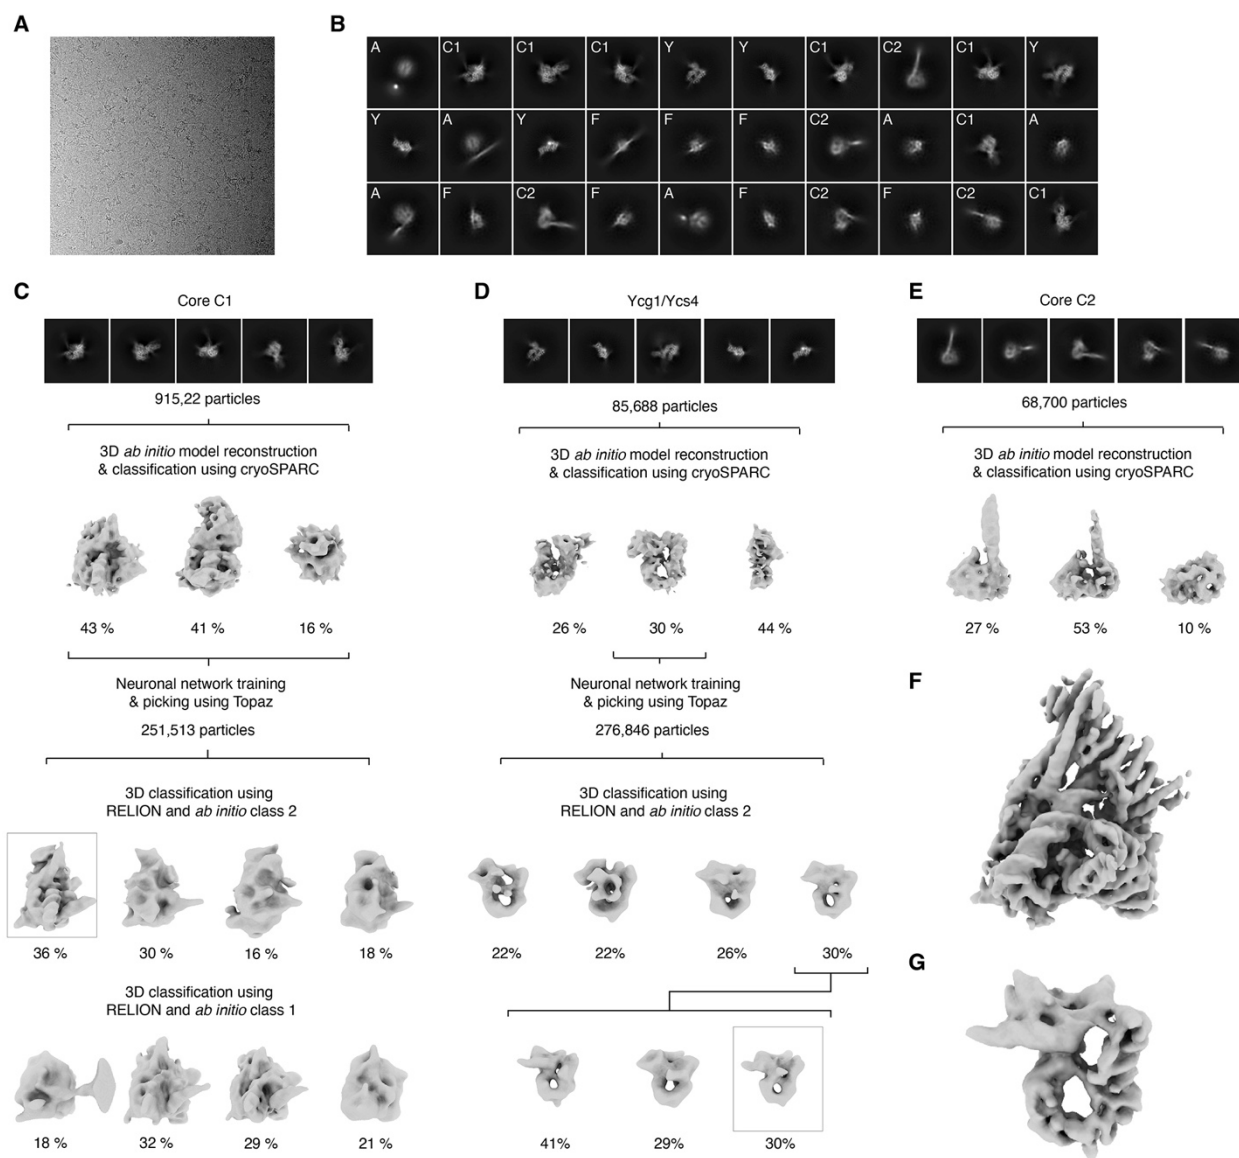 A
B
A C1 C1 C1 Y Y C1 C2 C1 Y
Y A Y F F F C2 A C1 A
A F C2 F A F C2 F C2 C1
C
Core C1
915,22 particles
3D ab initio model reconstruction
& classification using cryoSPARC
43 % 41 % 16 %
Neuronal network training
& picking using Topaz
251,513 particles
3D classification using
RELION and ab initio class 2
36 % 30 % 16 % 18 %
3D classification using
RELION and ab initio class 1
18 % 32 % 29 % 21 %
D
Ycg1/Ycs4
85,688 particles
3D ab initio model reconstruction
& classification using cryoSPARC
26 % 30 % 44 %
Neuronal network training
& picking using Topaz
276,846 particles
3D classification using
RELION and ab initio class 2
22% 22% 26% 30%
41% 29% 30%
E
Core C2
68,700 particles
3D ab initio model reconstruction
& classification using cryoSPARC
27 % 53 % 10 %
F
G